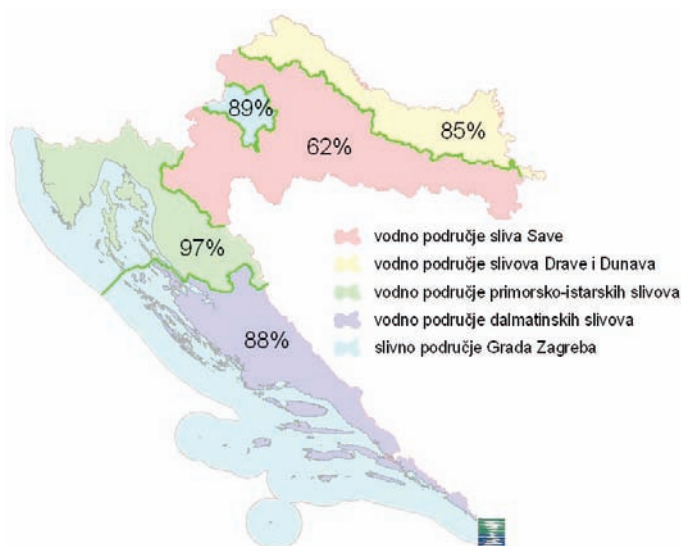 89%
85%
62%
97%
88%
vodno područje sliva Save
vodno područje slivova Drave i Dunava
vodno područje primorsko-istarskih slivova
vodno područje dalmatinskih slivova
slivno područje Grada Zagreba